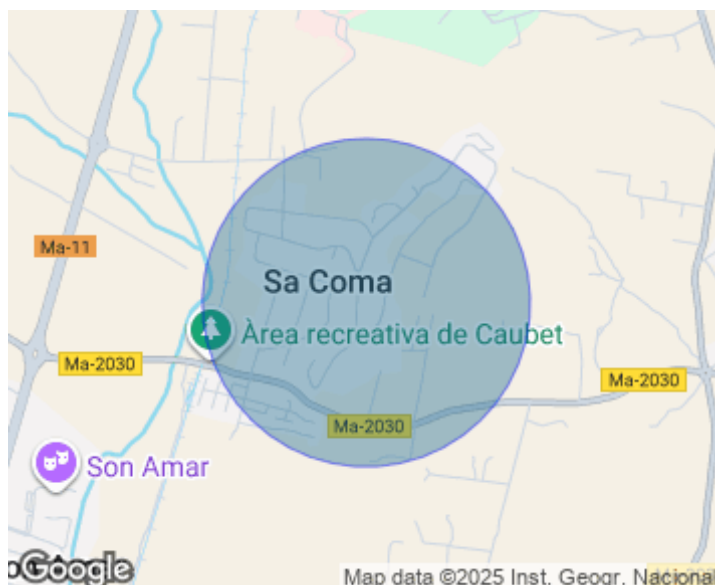 Ma-11
Sa Coma
Àrea recreativa de Caubet
Ma-2030
Ma-2030
Ma-2030
Son Amar
Google
Map data ©2025 Inst. Geogr. Nacional